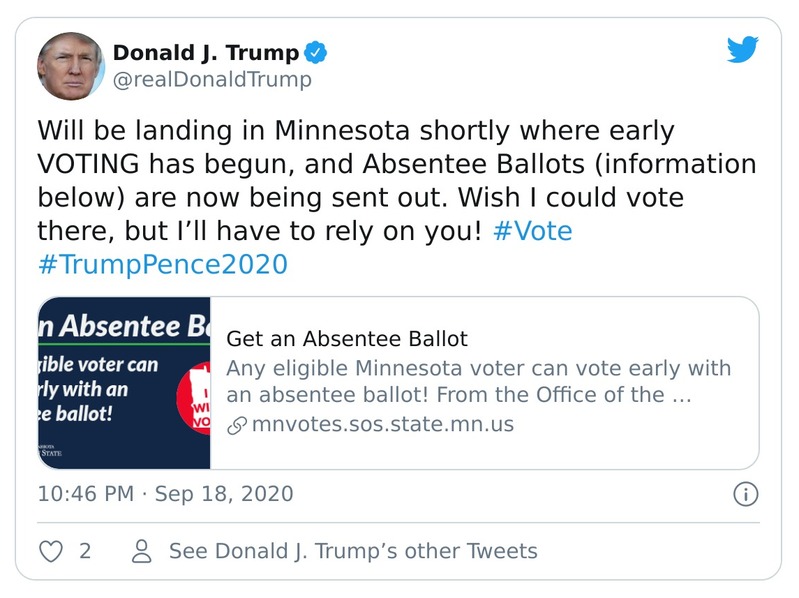 Donald J. Trump
@realDonaldTrump
Will be landing in Minnesota shortly where early
VOTING has begun, and Absentee Ballots (information
below) are now being sent out. Wish I could vote
there, but I’ll have to rely on you! #Vote
#TrumpPence2020
n Absentee B
gible voter can
rly with an
ee ballot!
STATE
I
WI
VO
Get an Absentee Ballot
Any eligible Minnesota voter can vote early with
an absentee ballot! From the Office of the …
mnvotes.sos.state.mn.us
10:46 PM · Sep 18, 2020
2
See Donald J. Trump’s other Tweets